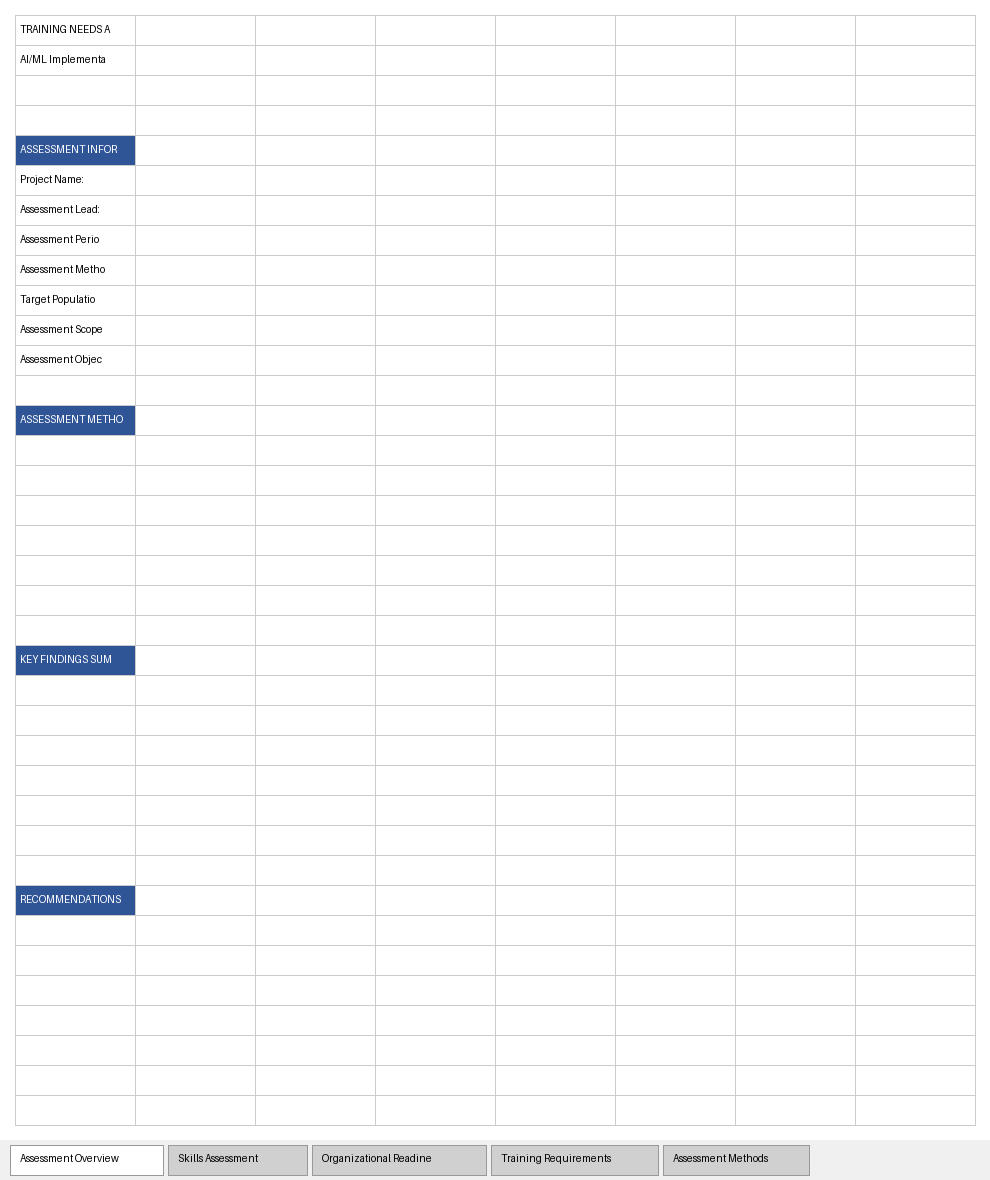 TRAINING NEEDS A
AI/ML Implementa
ASSESSMENT INFOR
Project Name:
Assessment Lead:
Assessment Perio
Assessment Metho
Target Populatio
Assessment Scope
Assessment Objec
ASSESSMENT METHO
KEY FINDINGS SUM
RECOMMENDATIONS
Assessment Overview Skills Assessment Organizational Readine Training Requirements Assessment Methods